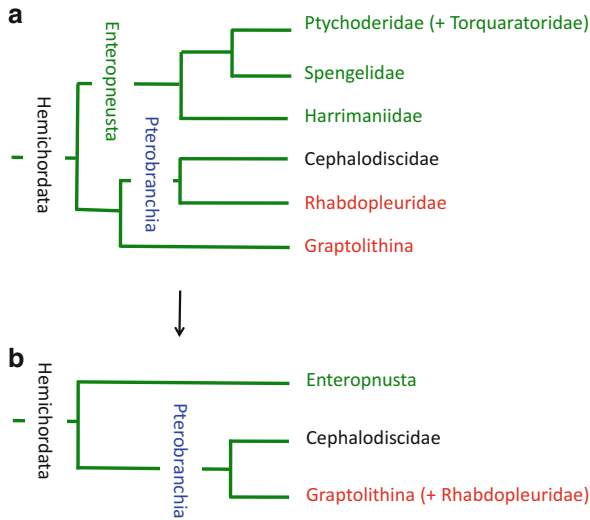 a
Hemichordata
Enteropneusta
Pterobranchia
Ptychoderidae (+ Torquaratoridae)
Spengelidae
Harrimaniidae
Cephalodiscidae
Rhabdopleuridae
Graptolithina
b
Hemichordata
Pterobranchia
Enteropnusta
Cephalodiscidae
Graptolithina (+ Rhabdopleuridae)